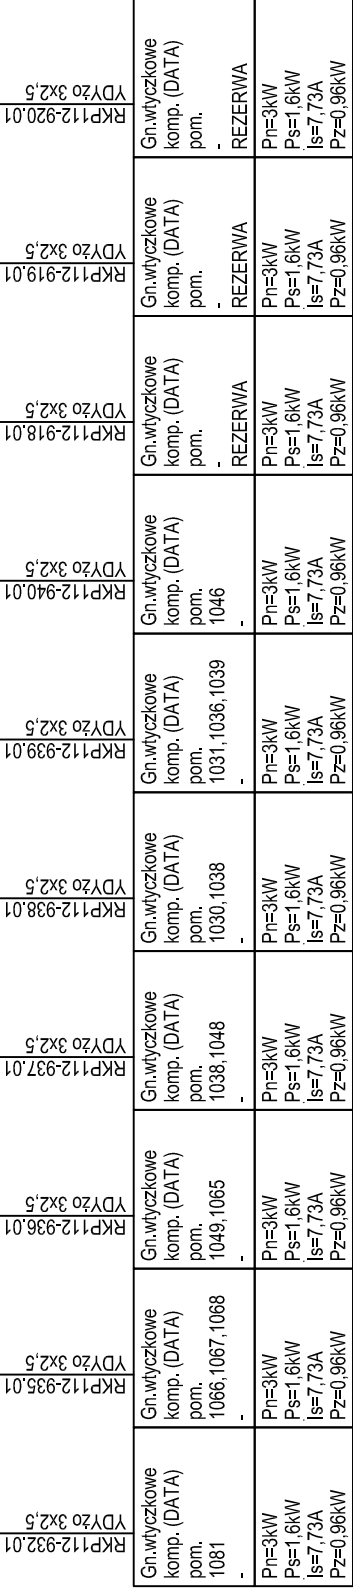 RKP112-920.01
YDYżo 3x2,5
Gn.wtyczkowe
komp. (DATA)
pom.
-
REZERWA
Pn=3kW
Ps=1,6kW
Is=7,73A
Pz=0,96kW
RKP112-919.01
YDYżo 3x2,5
Gn.wtyczkowe
komp. (DATA)
pom.
-
REZERWA
Pn=3kW
Ps=1,6kW
Is=7,73A
Pz=0,96kW
RKP112-918.01
YDYżo 3x2,5
Gn.wtyczkowe
komp. (DATA)
pom.
-
REZERWA
Pn=3kW
Ps=1,6kW
Is=7,73A
Pz=0,96kW
RKP112-940.01
YDYżo 3x2,5
Gn.wtyczkowe
komp. (DATA)
pom.
1046
-
Pn=3kW
Ps=1,6kW
Is=7,73A
Pz=0,96kW
RKP112-939.01
YDYżo 3x2,5
Gn.wtyczkowe
komp. (DATA)
pom.
1031,1036,1039
-
Pn=3kW
Ps=1,6kW
Is=7,73A
Pz=0,96kW
RKP112-938.01
YDYżo 3x2,5
Gn.wtyczkowe
komp. (DATA)
pom.
1030,1038
-
Pn=3kW
Ps=1,6kW
Is=7,73A
Pz=0,96kW
RKP112-937.01
YDYżo 3x2,5
Gn.wtyczkowe
komp. (DATA)
pom.
1038,1048
-
Pn=3kW
Ps=1,6kW
Is=7,73A
Pz=0,96kW
RKP112-936.01
YDYżo 3x2,5
Gn.wtyczkowe
komp. (DATA)
pom.
1049,1065
-
Pn=3kW
Ps=1,6kW
Is=7,73A
Pz=0,96kW
RKP112-935.01
YDYżo 3x2,5
Gn.wtyczkowe
komp. (DATA)
pom.
1066,1067,1068
-
Pn=3kW
Ps=1,6kW
Is=7,73A
Pz=0,96kW
RKP112-932.01
YDYżo 3x2,5
Gn.wtyczkowe
komp. (DATA)
pom.
1081
-
Pn=3kW
Ps=1,6kW
Is=7,73A
Pz=0,96kW